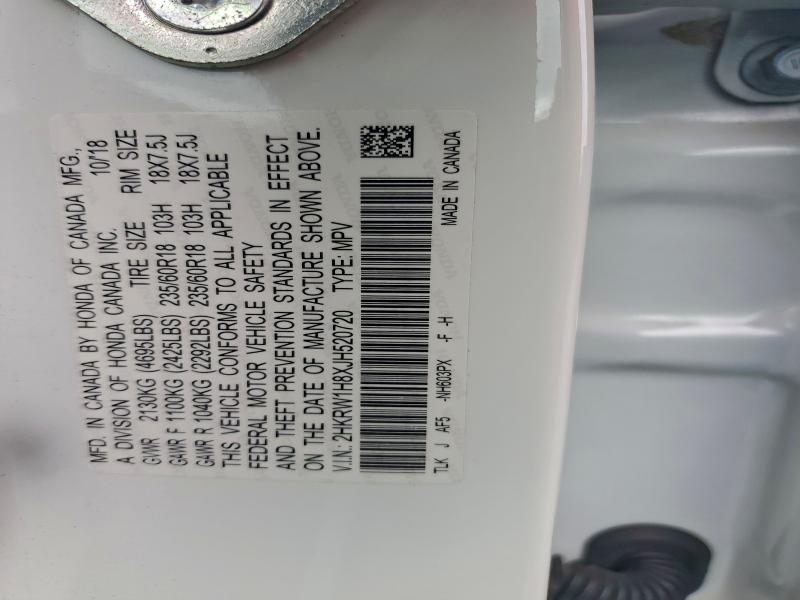 MFD. IN CANADA BY HONDA OF CANADA MFG.,
A DIVISION OF HONDA CANADA INC. 10/'18
GVWR 2130KG (4695LBS) TIRE SIZE RIM SIZE
GAWR F 1100KG (2425LBS) 235/60R18 103H 18X7.5J
GAWR R 1040KG (2292LBS) 235/60R18 103H 18X7.5J
THIS VEHICLE CONFORMS TO ALL APPLICABLE
FEDERAL MOTOR VEHICLE SAFETY
AND THEFT PREVENTION STANDARDS IN EFFECT
ON THE DATE OF MANUFACTURE SHOWN ABOVE.
V.I.N.: 2HKRW1H8XJH520720 TYPE: MPV
TLK J AF5 -NH603PX -F -H MADE IN CANADA